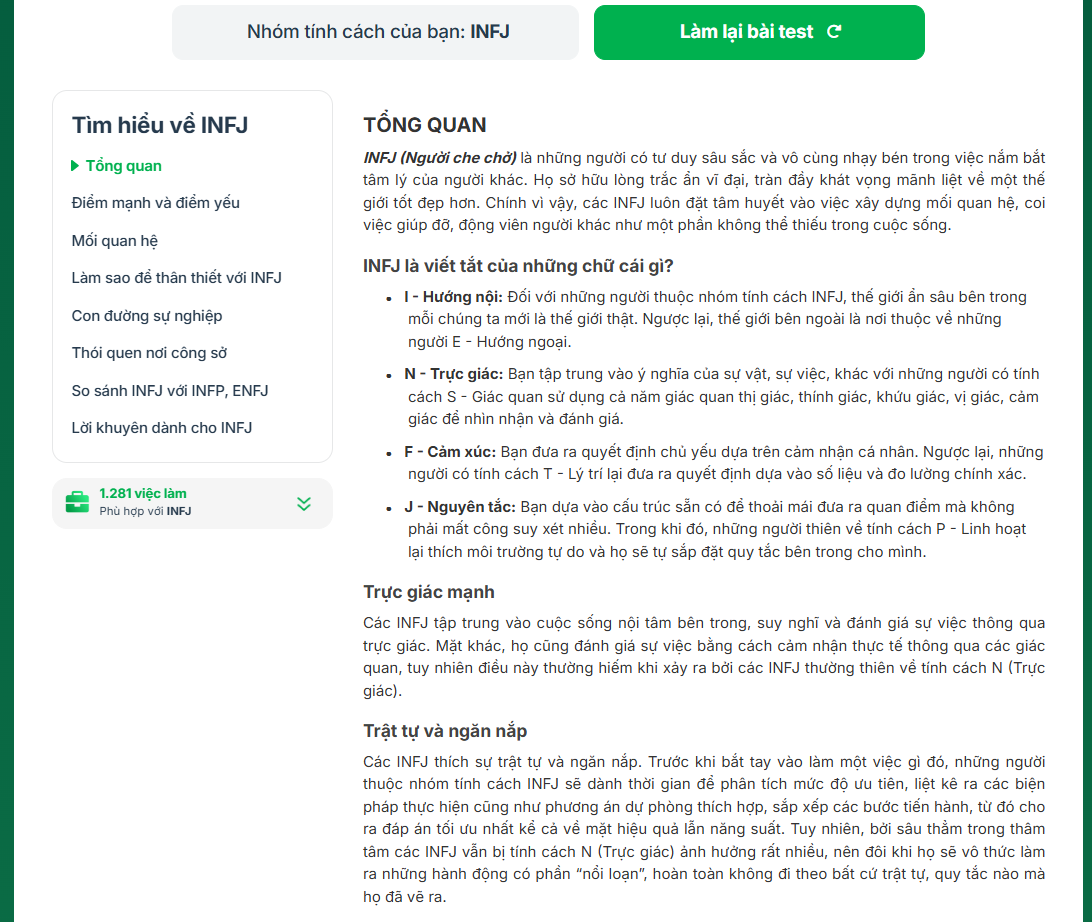 Nhóm tính cách của bạn: INFJ
Làm lại bài test
Tìm hiểu về INFJ
Tổng quan
Điểm mạnh và điểm yếu
Mối quan hệ
Làm sao để thân thiết với INFJ
Con đường sự nghiệp
Thói quen nơi công sở
So sánh INFJ với INFP, ENFJ
Lời khuyên dành cho INFJ
1.281 việc làm
Phù hợp với INFJ
TỔNG QUAN
INFJ (Người che chở) là những người có tư duy sâu sắc và vô cùng nhạy bén trong việc nắm bắt
tâm lý của người khác. Họ sở hữu lòng trắc ẩn vĩ đại, tràn đầy khát vọng mãnh liệt về một thế
giới tốt đẹp hơn. Chính vì vậy, các INFJ luôn đặt tâm huyết vào việc xây dựng mối quan hệ, coi
việc giúp đỡ, động viên người khác như một phần không thể thiếu trong cuộc sống.
INFJ là viết tắt của những chữ cái gì?
• I - Hướng nội: Đối với những người thuộc nhóm tính cách INFJ, thế giới ẩn sâu bên trong
mỗi chúng ta mới là thế giới thật. Ngược lại, thế giới bên ngoài là nơi thuộc về những
người E - Hướng ngoại.
• N - Trực giác: Bạn tập trung vào ý nghĩa của sự vật, sự việc, khác với những người có tính
cách S - Giác quan sử dụng cả năm giác quan thị giác, thính giác, khứu giác, vị giác, cảm
giác để nhìn nhận và đánh giá.
• F - Cảm xúc: Bạn đưa ra quyết định chủ yếu dựa trên cảm nhận cá nhân. Ngược lại, những
người có tính cách T - Lý trí lại đưa ra quyết định dựa vào số liệu và đo lường chính xác.
• J - Nguyên tắc: Bạn dựa vào cấu trúc sẵn có để thoải mái đưa ra quan điểm mà không
phải mất công suy xét nhiều. Trong khi đó, những người thiên về tính cách P - Linh hoạt
lại thích môi trường tự do và họ sẽ tự sắp đặt quy tắc bên trong cho mình.
Trực giác mạnh
Các INFJ tập trung vào cuộc sống nội tâm bên trong, suy nghĩ và đánh giá sự việc thông qua
trực giác. Mặt khác, họ cũng đánh giá sự việc bằng cách cảm nhận thực tế thông qua các giác
quan, tuy nhiên điều này thường hiếm khi xảy ra bởi các INFJ thường thiên về tính cách N (Trực
giác).
Trật tự và ngăn nắp
Các INFJ thích sự trật tự và ngăn nắp. Trước khi bắt tay vào làm một việc gì đó, những người
thuộc nhóm tính cách INFJ sẽ dành thời gian để phân tích mức độ ưu tiên, liệt kê ra các biện
pháp thực hiện cũng như phương án dự phòng thích hợp, sắp xếp các bước tiến hành, từ đó cho
ra đáp án tối ưu nhất kể cả về mặt hiệu quả lẫn năng suất. Tuy nhiên, bởi sâu thẳm trong thâm
tâm các INFJ vẫn bị tính cách N (Trực giác) ảnh hưởng rất nhiều, nên đôi khi họ sẽ vô thức làm
ra những hành động có phần “nổi loạn”, hoàn toàn không đi theo bất cứ trật tự, quy tắc nào mà
họ đã vẽ ra.